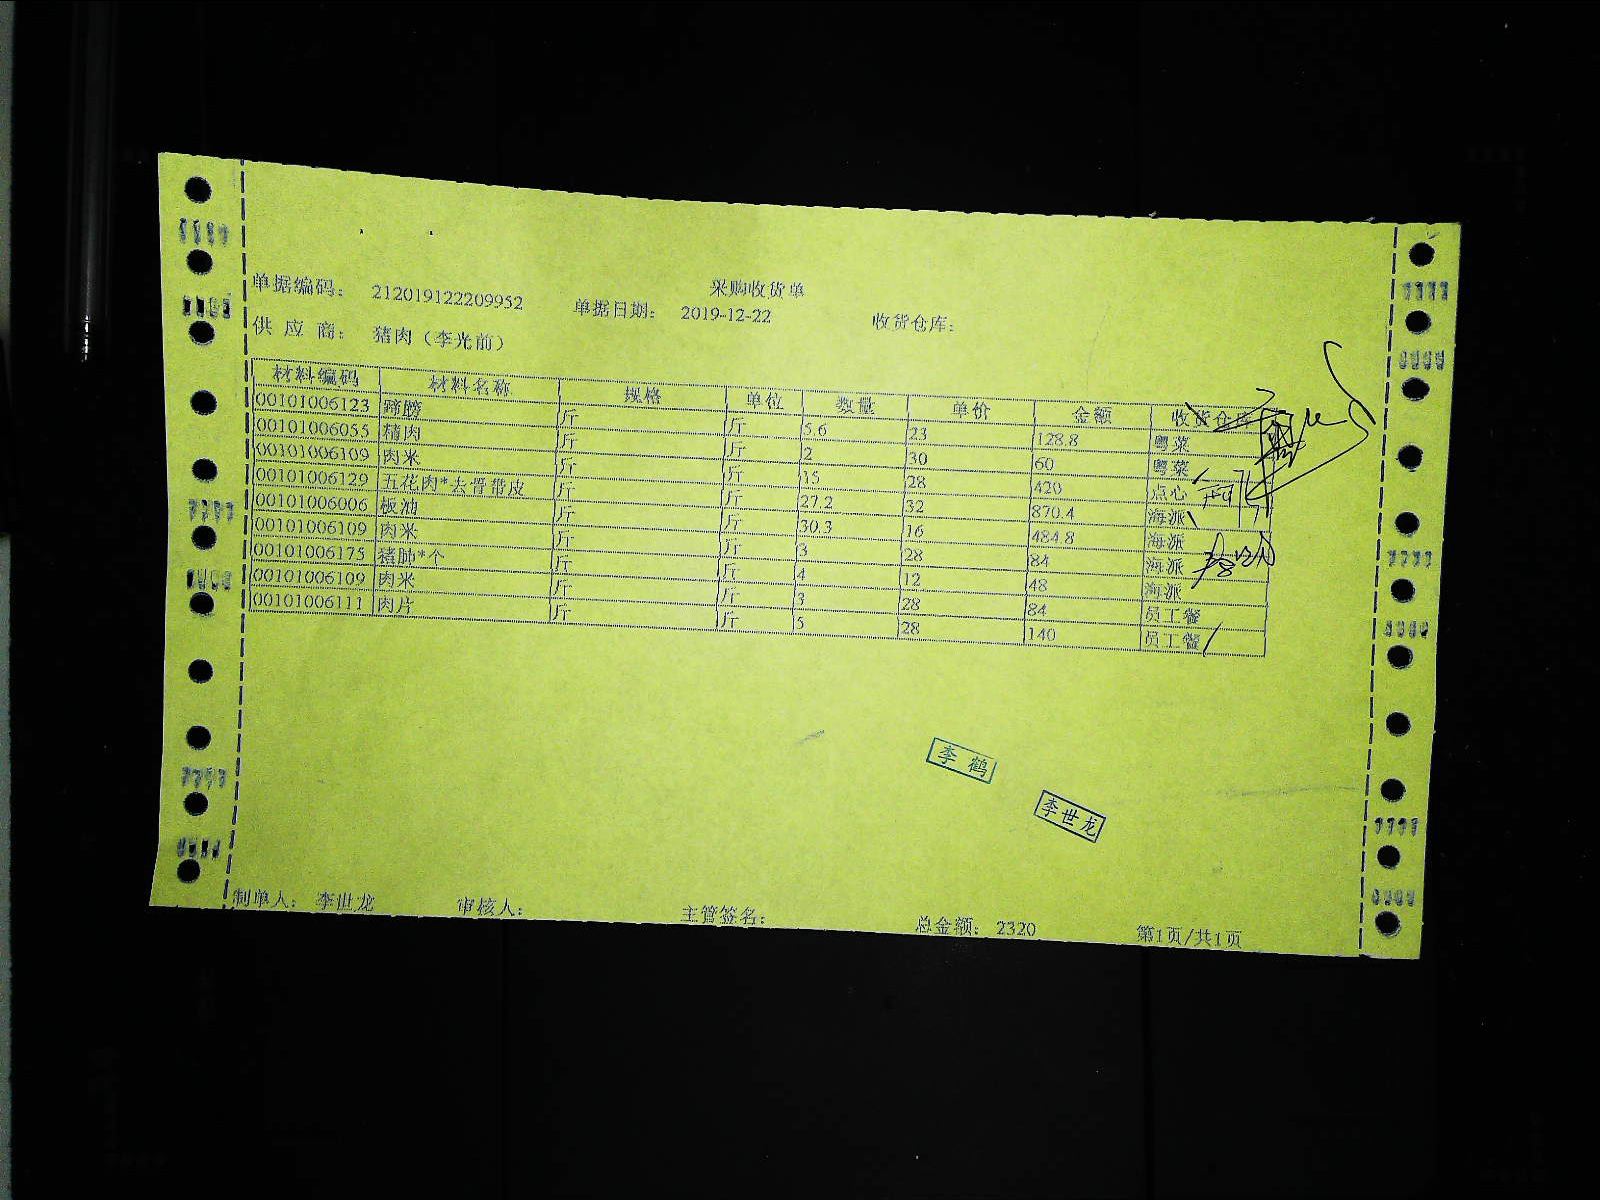 采购收货单
单据编码: 212019122209952 单据日期: 2019-12-22 收货仓库:
供 应 商: 猪肉（李光前）
材料编码 材料名称 规格 单位 数量 单价 金额 收货仓库
00101006123 蹄膀 斤 斤 5.6 23 128.8 粤菜
00101006055 精肉 斤 斤 2 30 60 粤菜
00101006109 肉米 斤 斤 15 28 420 点心
00101006129 五花肉*去骨带皮 斤 斤 27.2 32 870.4 海派
00101006006 板油 斤 斤 30.3 16 484.8 海派
00101006109 肉米 斤 斤 3 28 84 海派
00101006175 猪肺*个 斤 斤 4 12 48 海派
00101006109 肉米 斤 斤 3 28 84 员工餐
00101006111 肉片 斤 斤 5 28 140 员工餐
李鹤
李世龙
制单人: 李世龙 审核人: 主管签名: 总金额: 2320 第1页/共1页